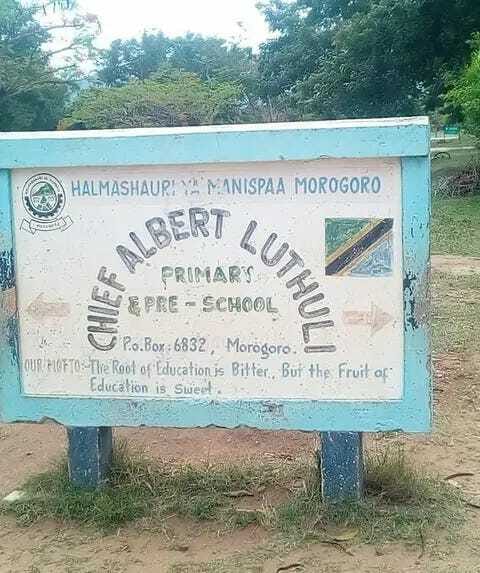 HALMASHAURI YA MANISPAA MOROGORO
CHIEF ALBERT LUTHULI
PRIMARY
& PRE - SCHOOL
P.O.Box: 6832, Morogoro.
OUR MOTTO:- The Root of Education is Bitter, But the Fruit of
Education is Sweet.